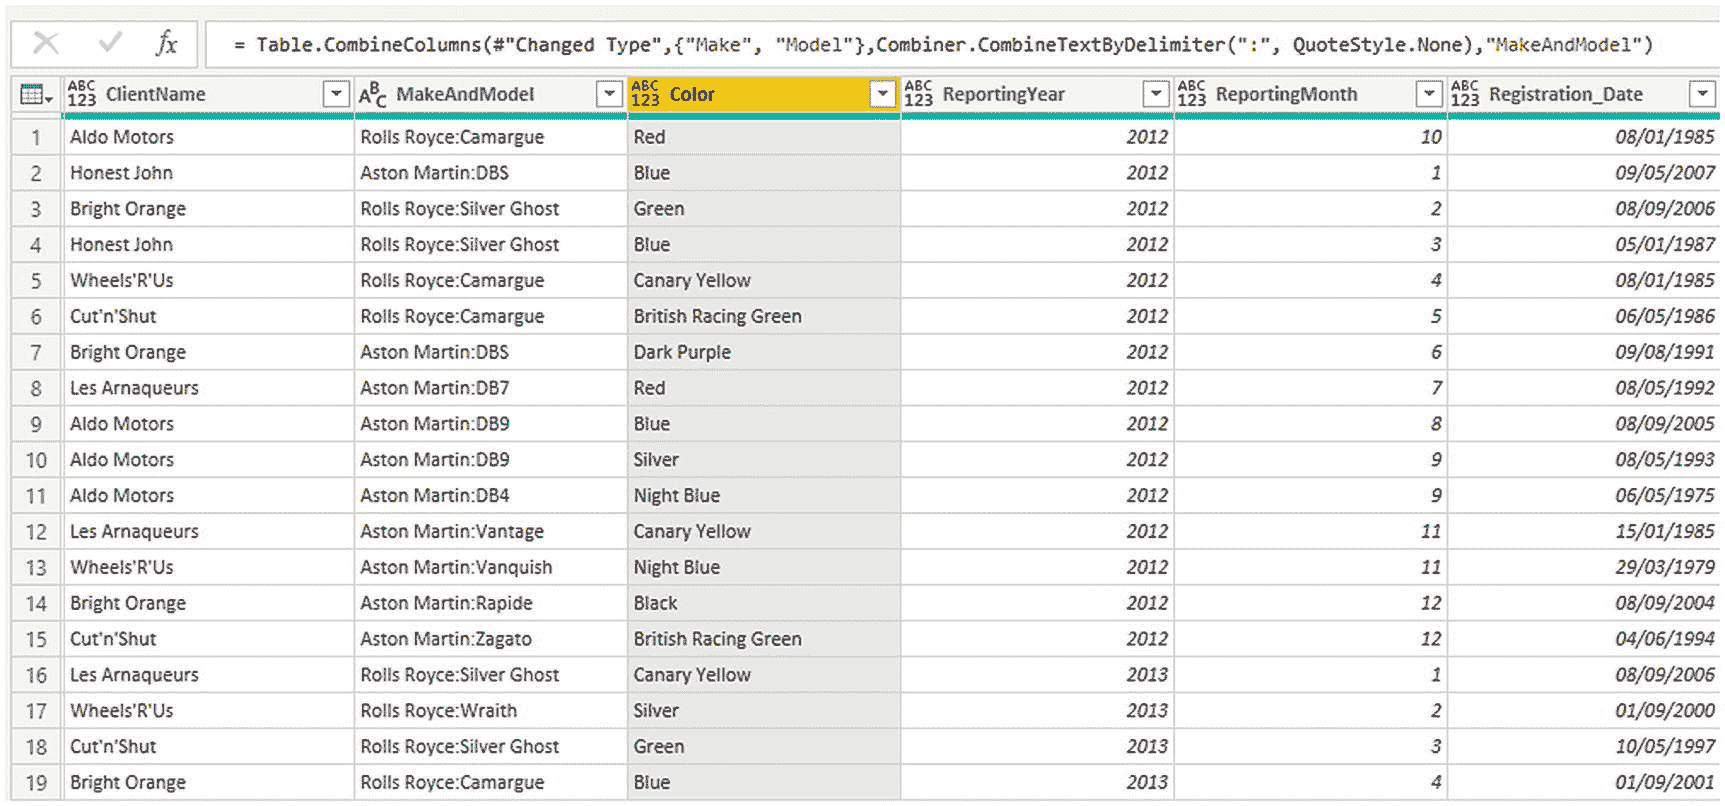 fx = Table.CombineColumns(#"Changed Type",{"Make", "Model"},Combiner.CombineTextByDelimiter(":", QuoteStyle.None),"MakeAndModel")
ABC 123 ClientName ABC MakeAndModel ABC 123 Color ABC 123 ReportingYear ABC 123 ReportingMonth ABC 123 Registration_Date
1 Aldo Motors Rolls Royce:Camargue Red 2012 10 08/01/1985
2 Honest John Aston Martin:DBS Blue 2012 1 09/05/2007
3 Bright Orange Rolls Royce:Silver Ghost Green 2012 2 08/09/2006
4 Honest John Rolls Royce:Silver Ghost Blue 2012 3 05/01/1987
5 Wheels'R'Us Rolls Royce:Camargue Canary Yellow 2012 4 08/01/1985
6 Cut'n'Shut Rolls Royce:Camargue British Racing Green 2012 5 06/05/1986
7 Bright Orange Aston Martin:DBS Dark Purple 2012 6 09/08/1991
8 Les Arnaqueurs Aston Martin:DB7 Red 2012 7 08/05/1992
9 Aldo Motors Aston Martin:DB9 Blue 2012 8 08/09/2005
10 Aldo Motors Aston Martin:DB9 Silver 2012 9 08/05/1993
11 Aldo Motors Aston Martin:DB4 Night Blue 2012 9 06/05/1975
12 Les Arnaqueurs Aston Martin:Vantage Canary Yellow 2012 11 15/01/1985
13 Wheels'R'Us Aston Martin:Vanquish Night Blue 2012 11 29/03/1979
14 Bright Orange Aston Martin:Rapide Black 2012 12 08/09/2004
15 Cut'n'Shut Aston Martin:Zagato British Racing Green 2012 12 04/06/1994
16 Les Arnaqueurs Rolls Royce:Silver Ghost Canary Yellow 2013 1 08/09/2006
17 Wheels'R'Us Rolls Royce:Wraith Silver 2013 2 01/09/2000
18 Cut'n'Shut Rolls Royce:Silver Ghost Green 2013 3 10/05/1997
19 Bright Orange Rolls Royce:Camargue Blue 2013 4 01/09/2001